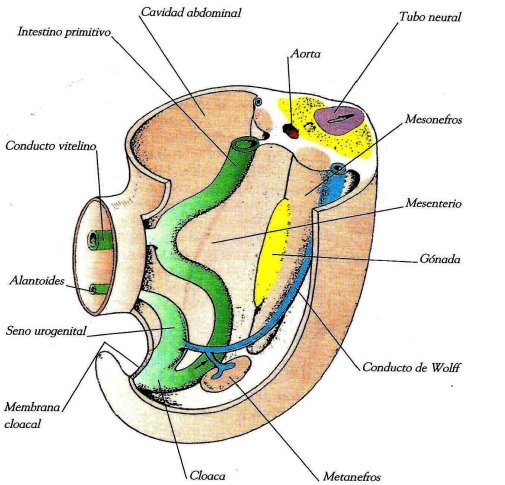 Cavidad abdominal
Intestino primitivo
Tubo neural
Aorta
Mesonefros
Conducto vitelino
Mesenterio
Gónada
Alantoides
Seno urogenital
Conducto de Wolff
Membrana
cloacal
Cloaca
Metanefros